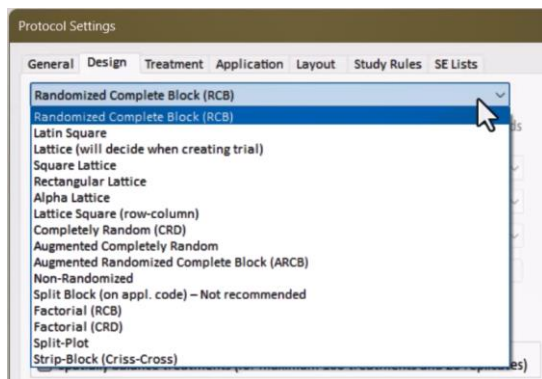 Protocol Settings
General Design Treatment Application Layout Study Rules SE Lists
Randomized Complete Block (RCB)
Randomized Complete Block (RCB)
Latin Square
Lattice (will decide when creating trial)
Square Lattice
Rectangular Lattice
Alpha Lattice
Lattice Square (row-column)
Completely Random (CRD)
Augmented Completely Random
Augmented Randomized Complete Block (ARCB)
Non-Randomized
Split Block (on appl. code) – Not recommended
Factorial (RCB)
Factorial (CRD)
Split-Plot
Strip-Block (Criss-Cross)